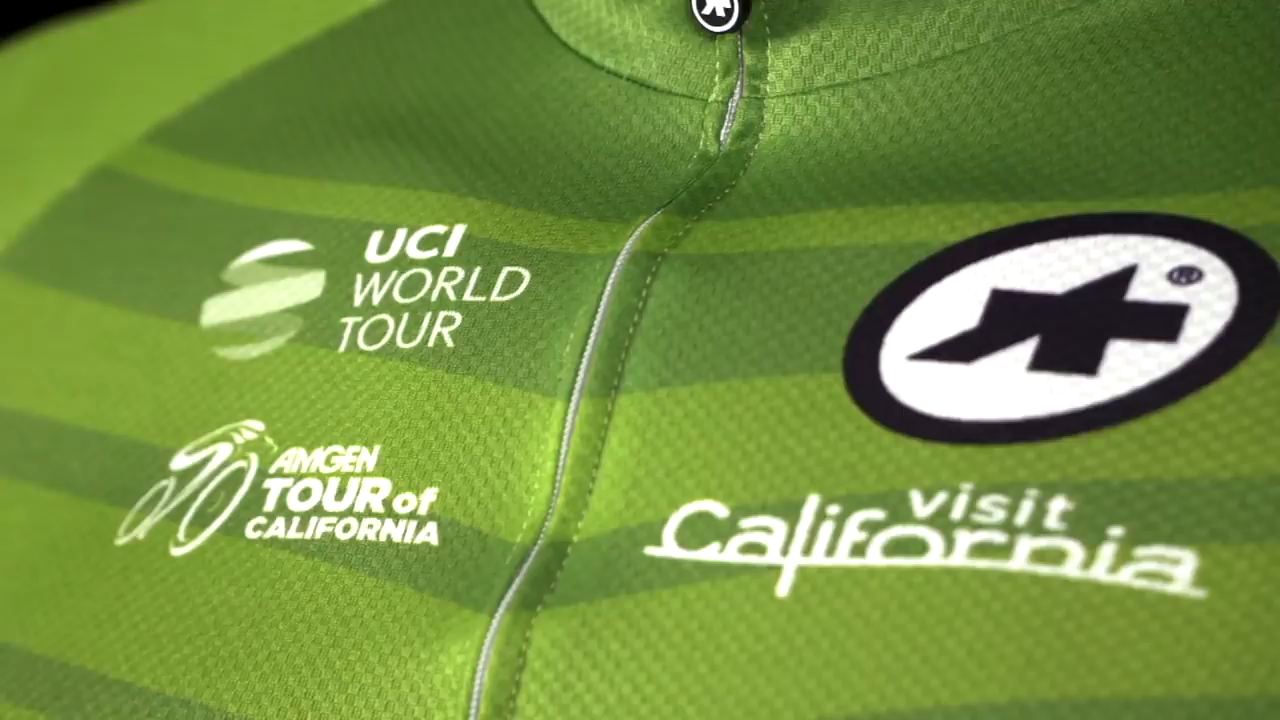 UCI
WORLD
TOUR
®
AMGEN
TOUR of
CALIFORNIA
visit
California